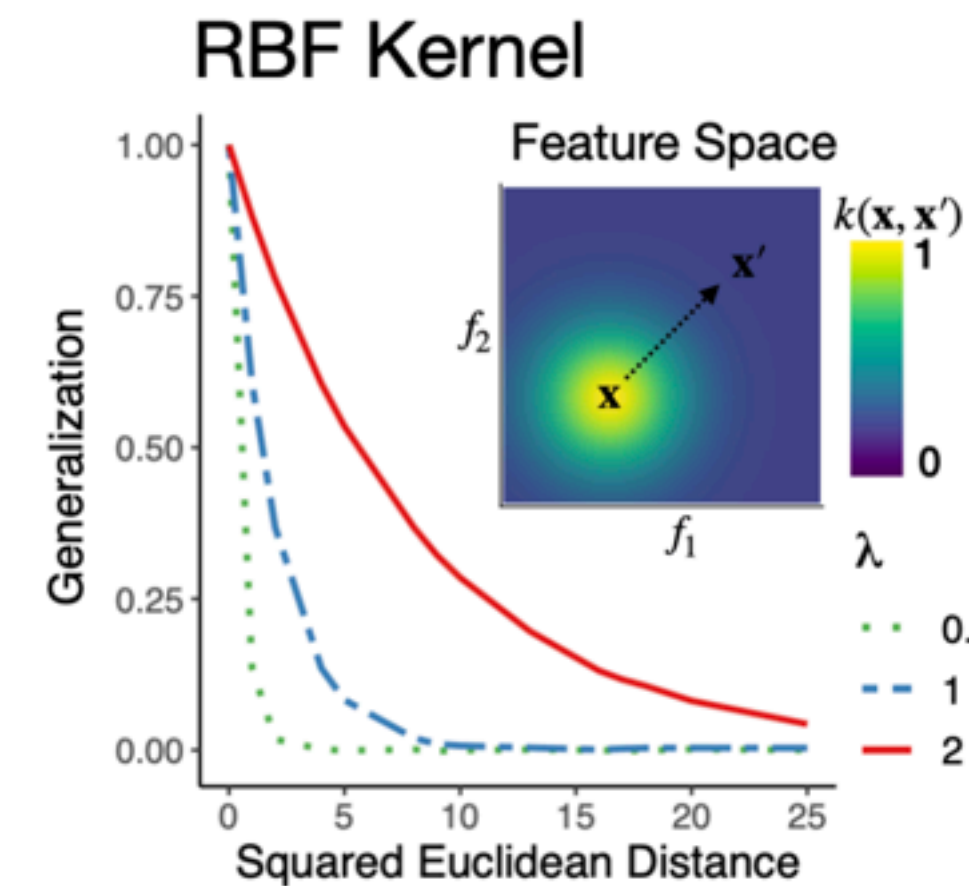 RBF Kernel
Feature Space
k(x, x′)
1
0
x′
x
f2
f1
Generalization
1.00
0.75
0.50
0.25
0.00
0
5
10
15
20
25
Squared Euclidean Distance
λ
0.
1
2